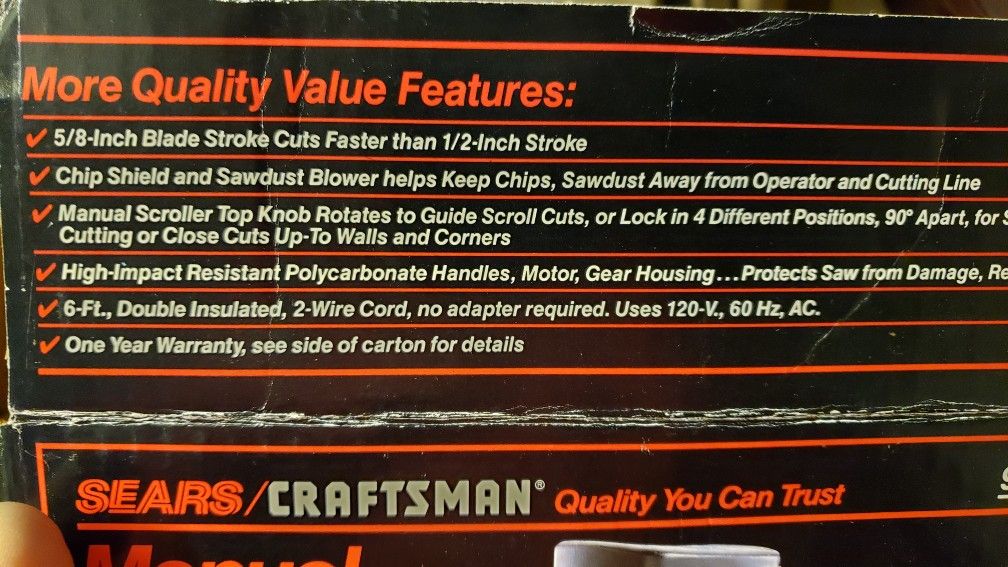 More Quality Value Features:
✓ 5/8-Inch Blade Stroke Cuts Faster than 1/2-Inch Stroke
✓ Chip Shield and Sawdust Blower helps Keep Chips, Sawdust Away from Operator and Cutting Line
✓ Manual Scroller Top Knob Rotates to Guide Scroll Cuts, or Lock in 4 Different Positions, 90° Apart, for
Cutting or Close Cuts Up-To Walls and Corners
✓ High-Impact Resistant Polycarbonate Handles, Motor, Gear Housing...Protects Saw from Damage,
✓ 6-Ft., Double Insulated, 2-Wire Cord, no adapter required. Uses 120-V., 60 Hz, AC.
✓ One Year Warranty, see side of carton for details
SEARS/CRAFTSMAN® Quality You Can Trust
Manual